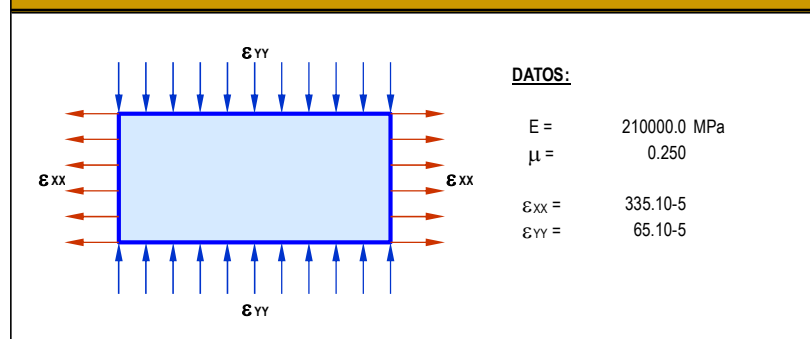 εYY
DATOS:
E = 210000.0 MPa
μ = 0.250
εXX εXX
εXX = 335.10-5
εYY = 65.10-5
εYY